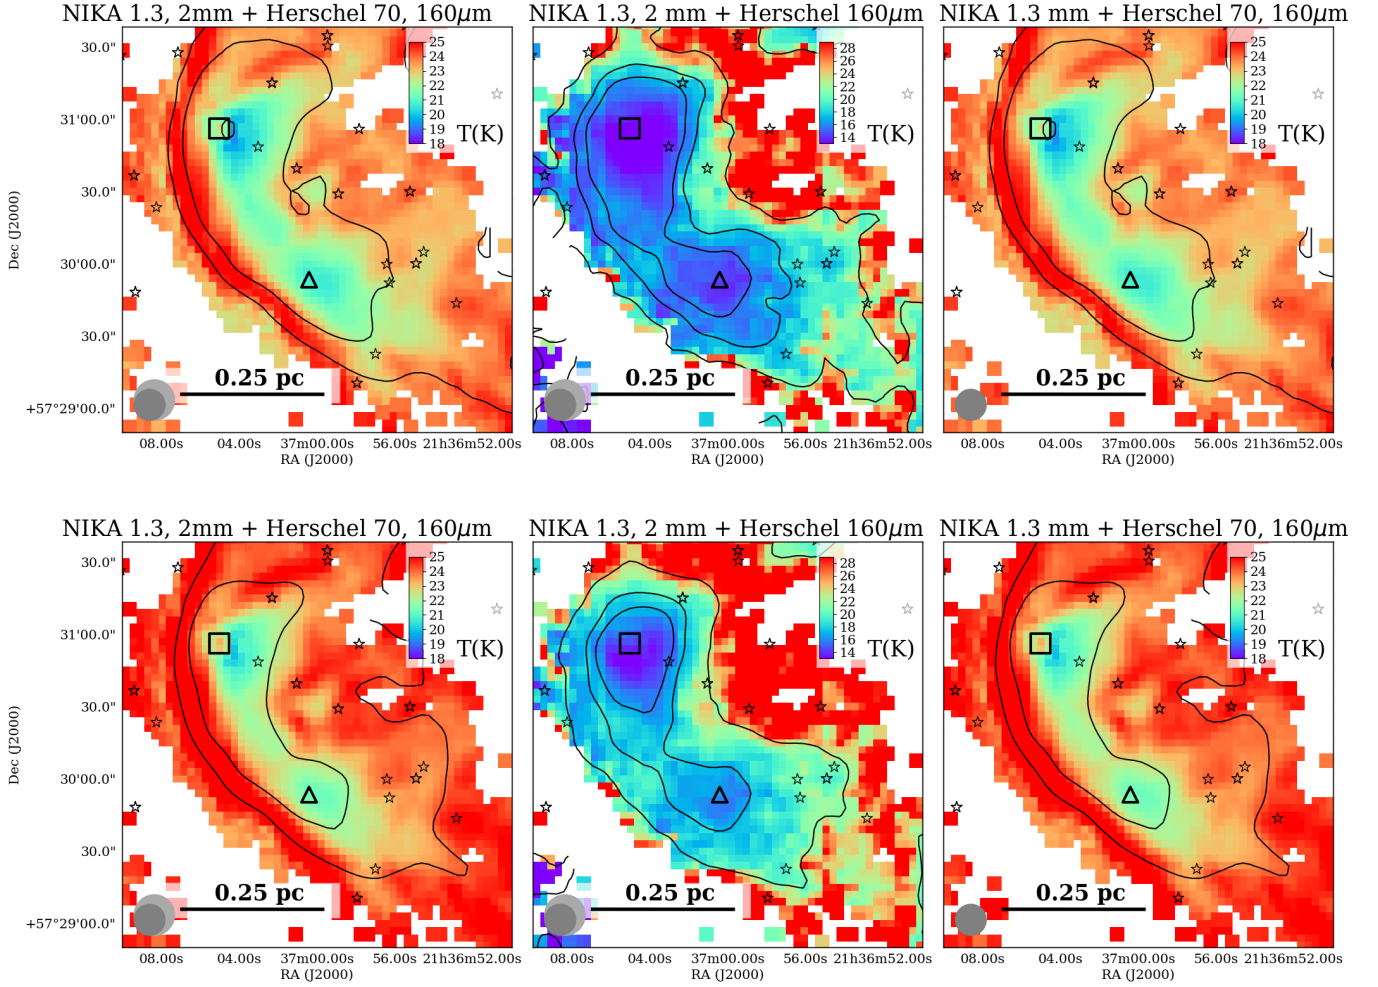 NIKA 1.3, 2mm + Herschel 70, 160μm
NIKA 1.3, 2 mm + Herschel 160μm
NIKA 1.3 mm + Herschel 70, 160μm
30.0"
31'00.0"
30.0"
30'00.0"
30.0"
+57°29'00.0"
Dec (J2000)
25
24
23
22
21
20
19
18
T(K)
0.25 pc
08.00s
04.00s
37m00.00s
56.00s
21h36m52.00s
RA (J2000)
28
26
24
22
20
18
16
14
T(K)
0.25 pc
08.00s
04.00s
37m00.00s
56.00s
21h36m52.00s
RA (J2000)
25
24
23
22
21
20
19
18
T(K)
0.25 pc
08.00s
04.00s
37m00.00s
56.00s
21h36m52.00s
RA (J2000)
NIKA 1.3, 2mm + Herschel 70, 160μm
NIKA 1.3, 2 mm + Herschel 160μm
NIKA 1.3 mm + Herschel 70, 160μm
30.0"
31'00.0"
30.0"
30'00.0"
30.0"
+57°29'00.0"
Dec (J2000)
25
24
23
22
21
20
19
18
T(K)
0.25 pc
08.00s
04.00s
37m00.00s
56.00s
21h36m52.00s
RA (J2000)
28
26
24
22
20
18
16
14
T(K)
0.25 pc
08.00s
04.00s
37m00.00s
56.00s
21h36m52.00s
RA (J2000)
25
24
23
22
21
20
19
18
T(K)
0.25 pc
08.00s
04.00s
37m00.00s
56.00s
21h36m52.00s
RA (J2000)